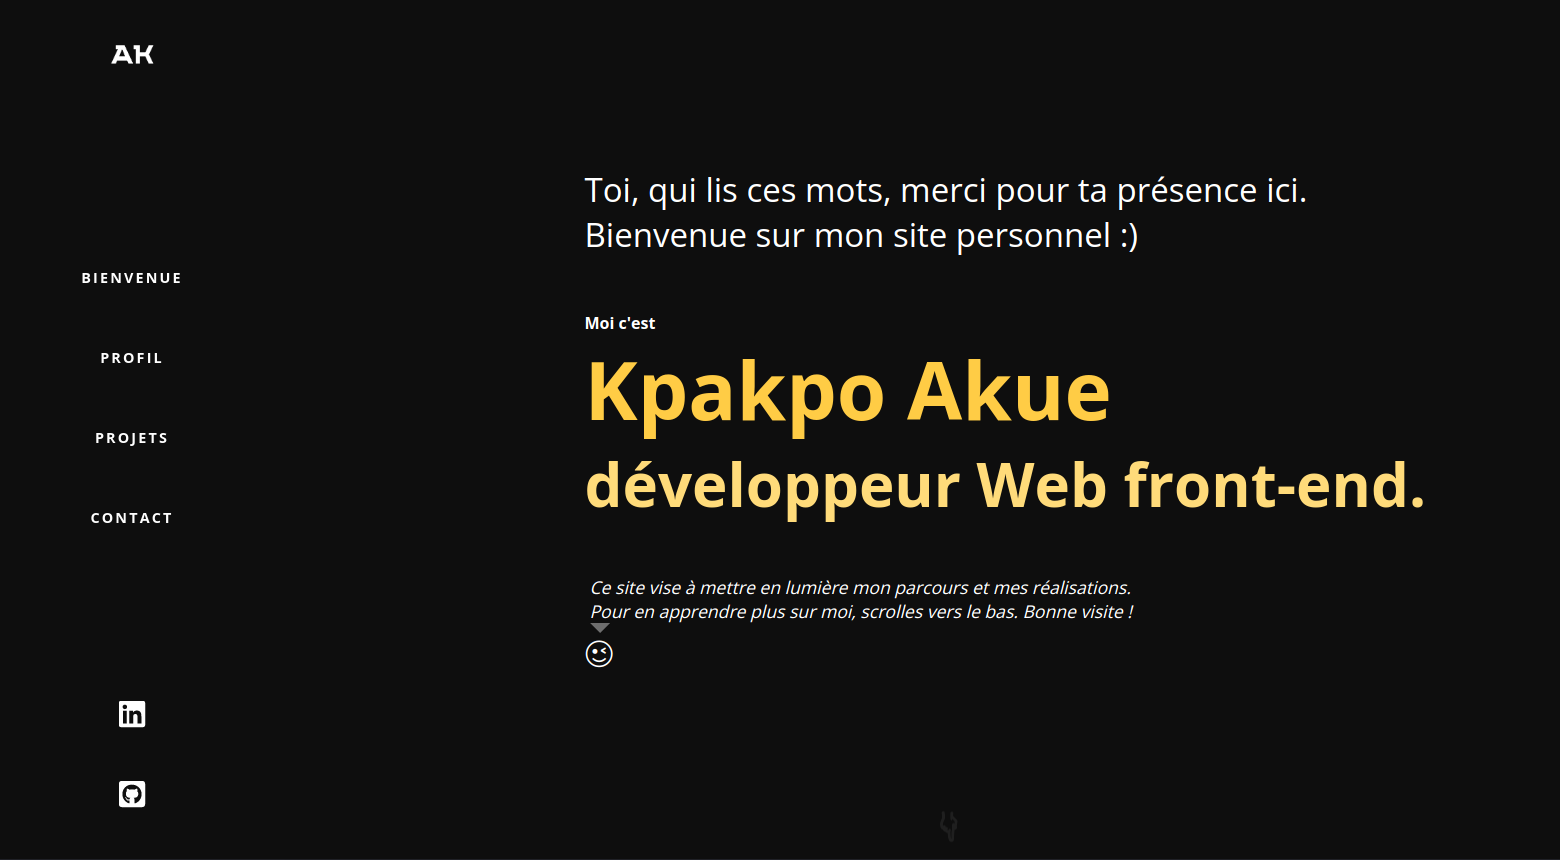 AK
BIENVENUE
PROFIL
PROJETS
CONTACT
in
Toi, qui lis ces mots, merci pour ta présence ici.
Bienvenue sur mon site personnel :)
Moi c'est
Kpakpo Akue
développeur Web front-end.
Ce site vise à mettre en lumière mon parcours et mes réalisations.
Pour en apprendre plus sur moi, scrolles vers le bas. Bonne visite !